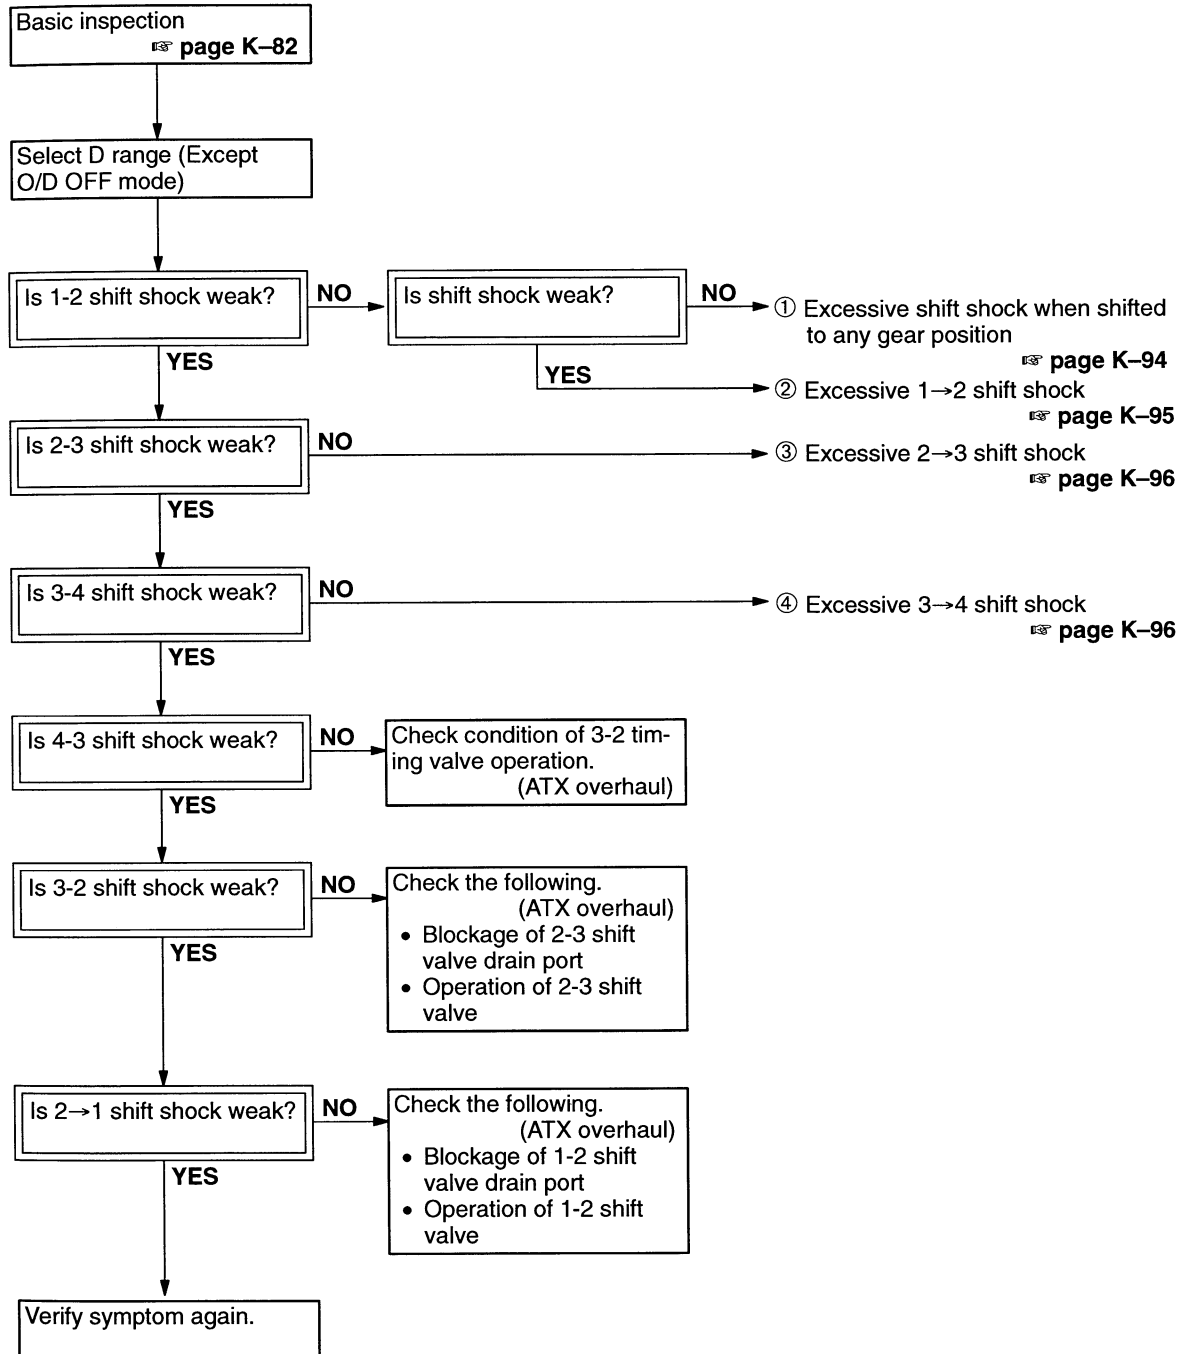 Basic inspection
☞ page K–82
Select D range (Except
O/D OFF mode)
Is 1-2 shift shock weak?
NO
Is shift shock weak?
NO
① Excessive shift shock when shifted
to any gear position
☞ page K–94
YES
YES
② Excessive 1→2 shift shock
☞ page K–95
Is 2-3 shift shock weak?
NO
③ Excessive 2→3 shift shock
☞ page K–96
YES
Is 3-4 shift shock weak?
NO
④ Excessive 3→4 shift shock
☞ page K–96
YES
Is 4-3 shift shock weak?
NO
Check condition of 3-2 tim-
ing valve operation.
(ATX overhaul)
YES
Is 3-2 shift shock weak?
NO
Check the following.
(ATX overhaul)
• Blockage of 2-3 shift
valve drain port
• Operation of 2-3 shift
valve
YES
Is 2→1 shift shock weak?
NO
Check the following.
(ATX overhaul)
• Blockage of 1-2 shift
valve drain port
• Operation of 1-2 shift
valve
YES
Verify symptom again.